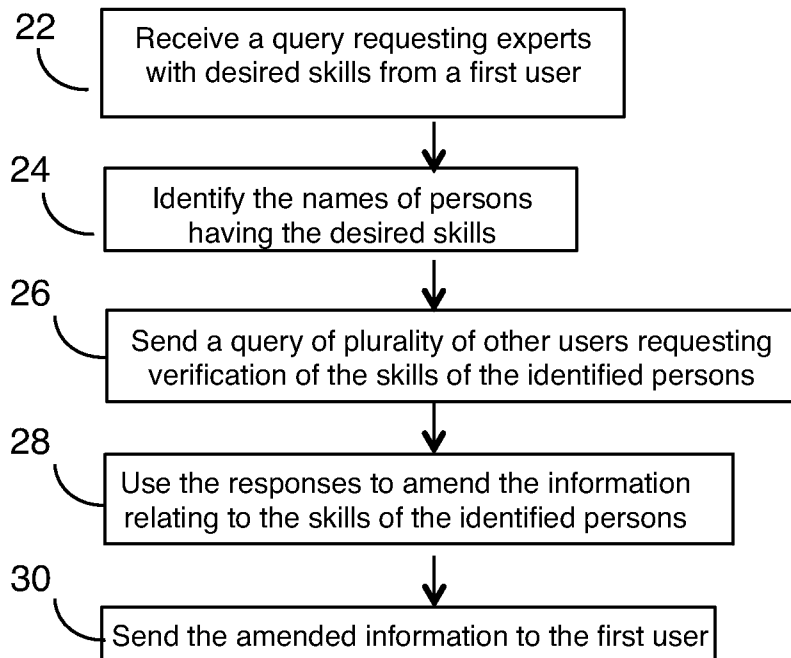 22
Receive a query requesting experts
with desired skills from a first user
24
Identify the names of persons
having the desired skills
26
Send a query of plurality of other users requesting
verification of the skills of the identified persons
28
Use the responses to amend the information
relating to the skills of the identified persons
30
Send the amended information to the first user